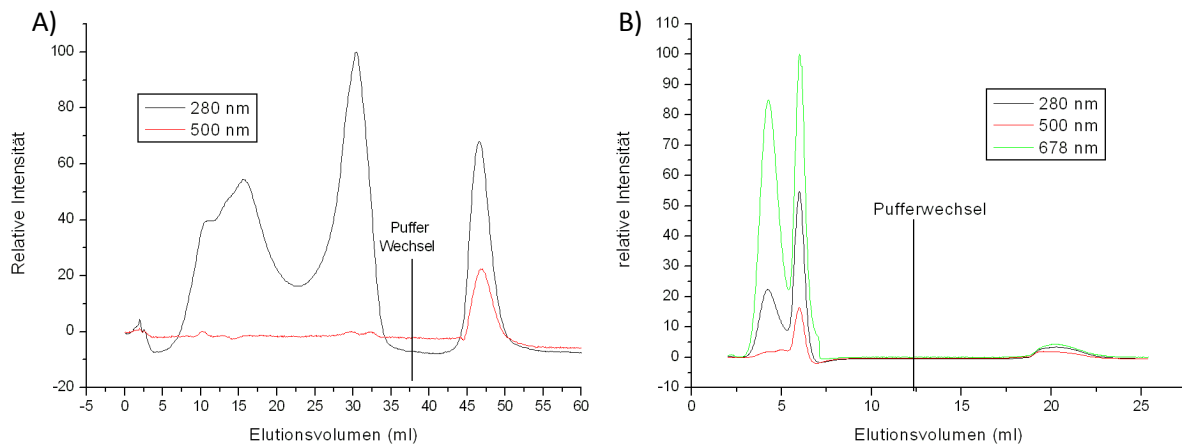 A)
Relative Intensität
100
80
60
40
20
0
-20
280 nm
500 nm
Puffer
Wechsel
-5 0 5 10 15 20 25 30 35 40 45 50 55 60
Elutionsvolumen (ml)
B)
relative Intensität
110
100
90
80
70
60
50
40
30
20
10
0
-10
280 nm
500 nm
678 nm
Pufferwechsel
0 5 10 15 20 25
Elutionsvolumen (ml)